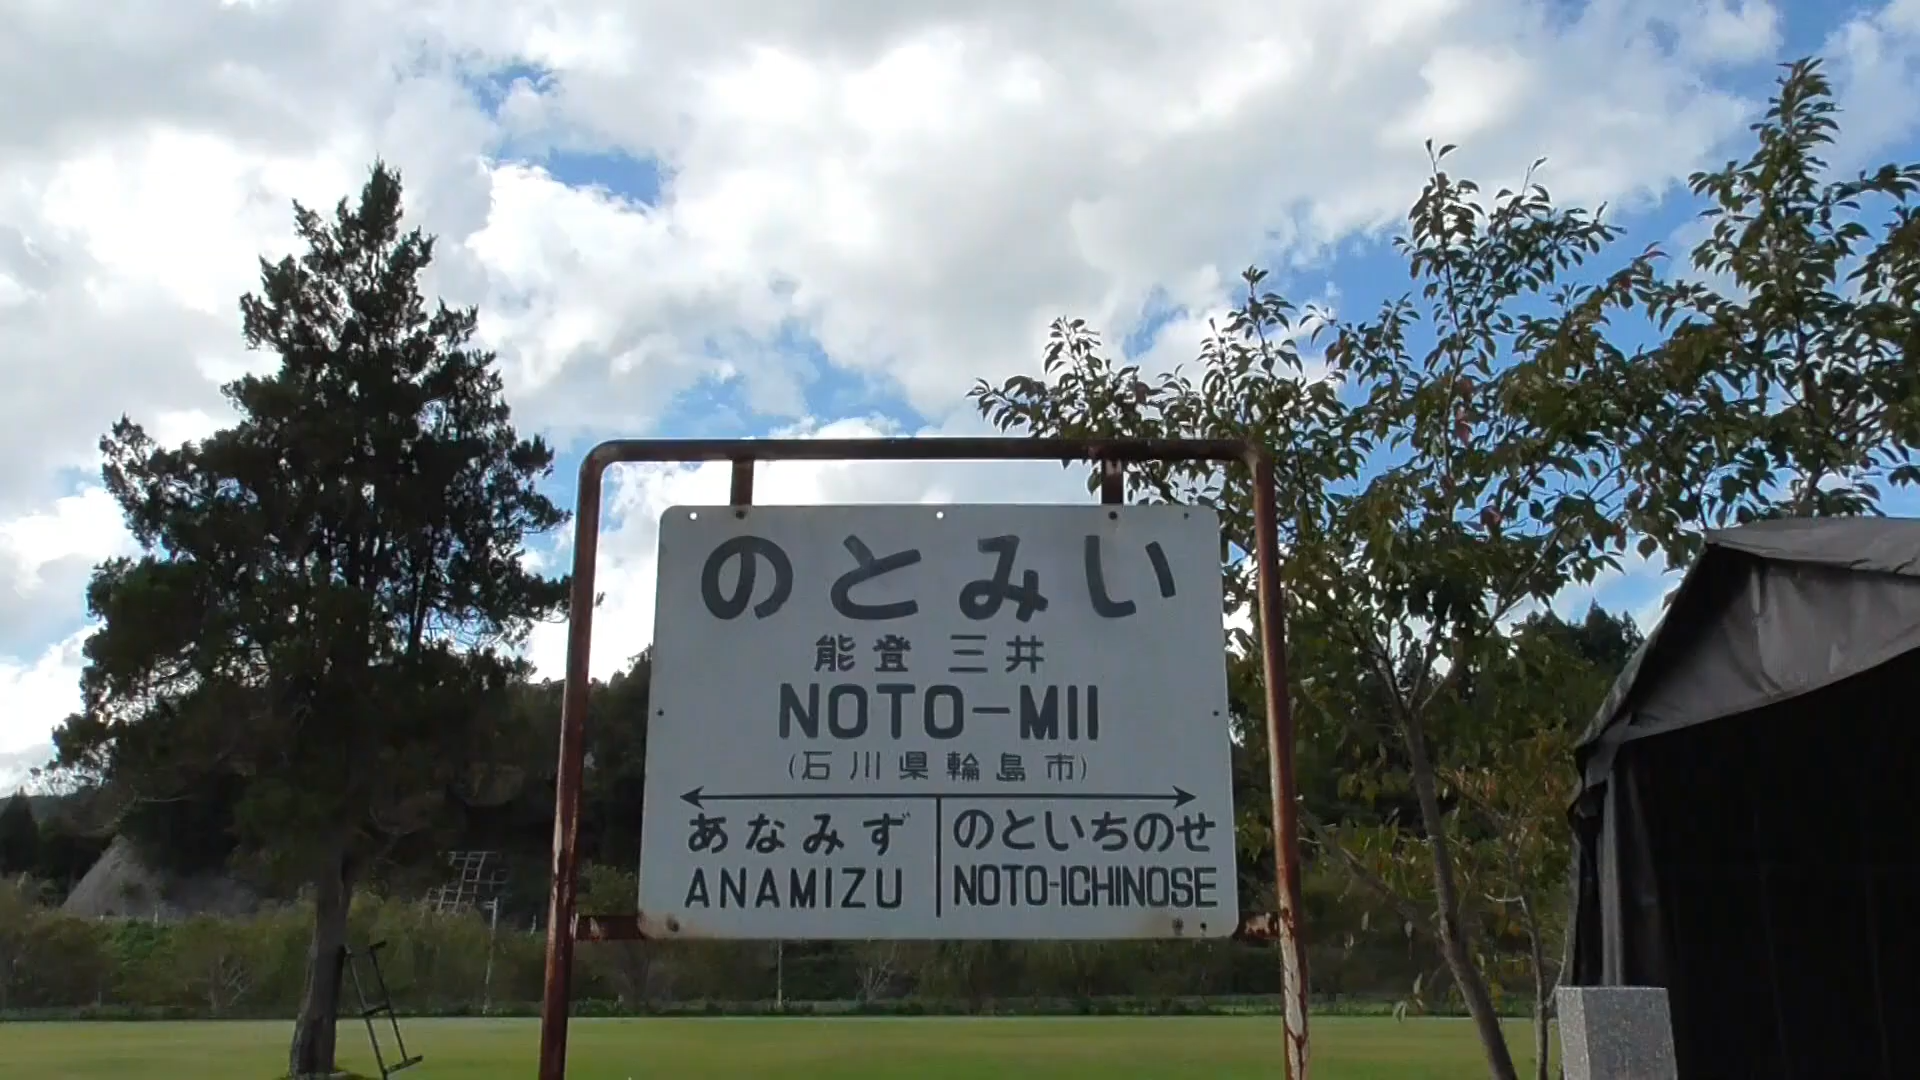 のとみい
能登 三井
NOTO-MII
(石川県輪島市)
あなみず
ANAMIZU
のといちのせ
NOTO-ICHINOSE